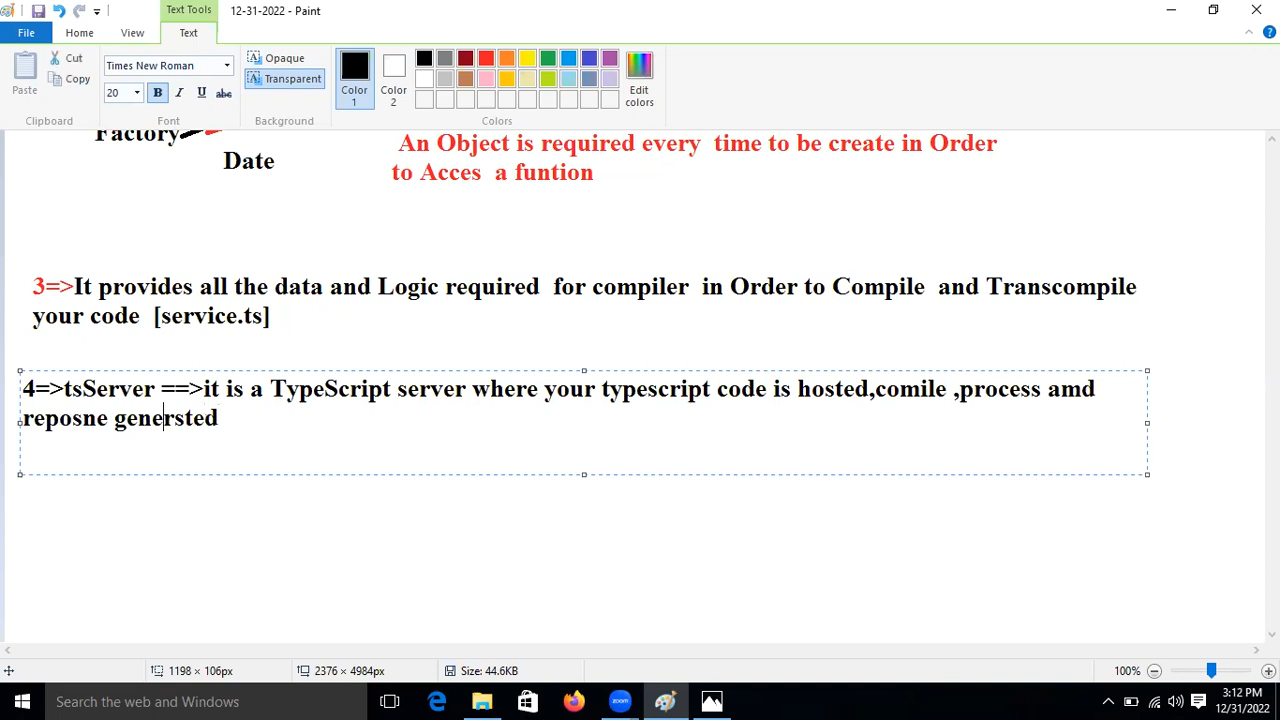 12-31-2022 - Paint
Text Tools
File
Home
View
Text
Cut
Copy
Paste
Clipboard
Times New Roman
20
B
I
U
abc
Font
Opaque
Transparent
Background
Color 1
Color 2
Edit colors
Colors
Factory
Date
An Object is required every time to be create in Order
to Acces a funtion
3=>It provides all the data and Logic required for compiler in Order to Compile and Transcompile
your code [service.ts]
4=>tsServer ==>it is a TypeScript server where your typescript code is hosted,comile ,process amd
reposne genersted
1198 × 106px
2376 × 4984px
Size: 44.6KB
100%
Search the web and Windows
zoom
3:12 PM
12/31/2022